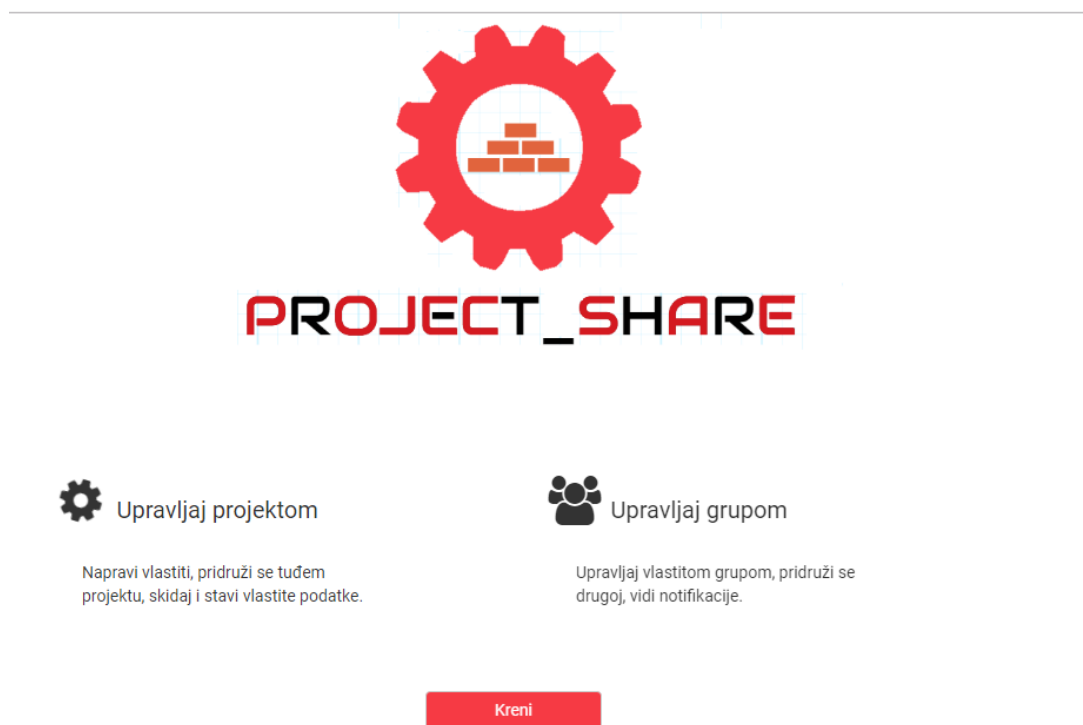 PROJECT_SHARE
Upravljaj projektom
Napravi vlastiti, pridruži se tuđem
projektu, skidaj i stavi vlastite podatke.
Upravljaj grupom
Upravljaj vlastitom grupom, pridruži se
drugoj, vidi notifikacije.
Kreni